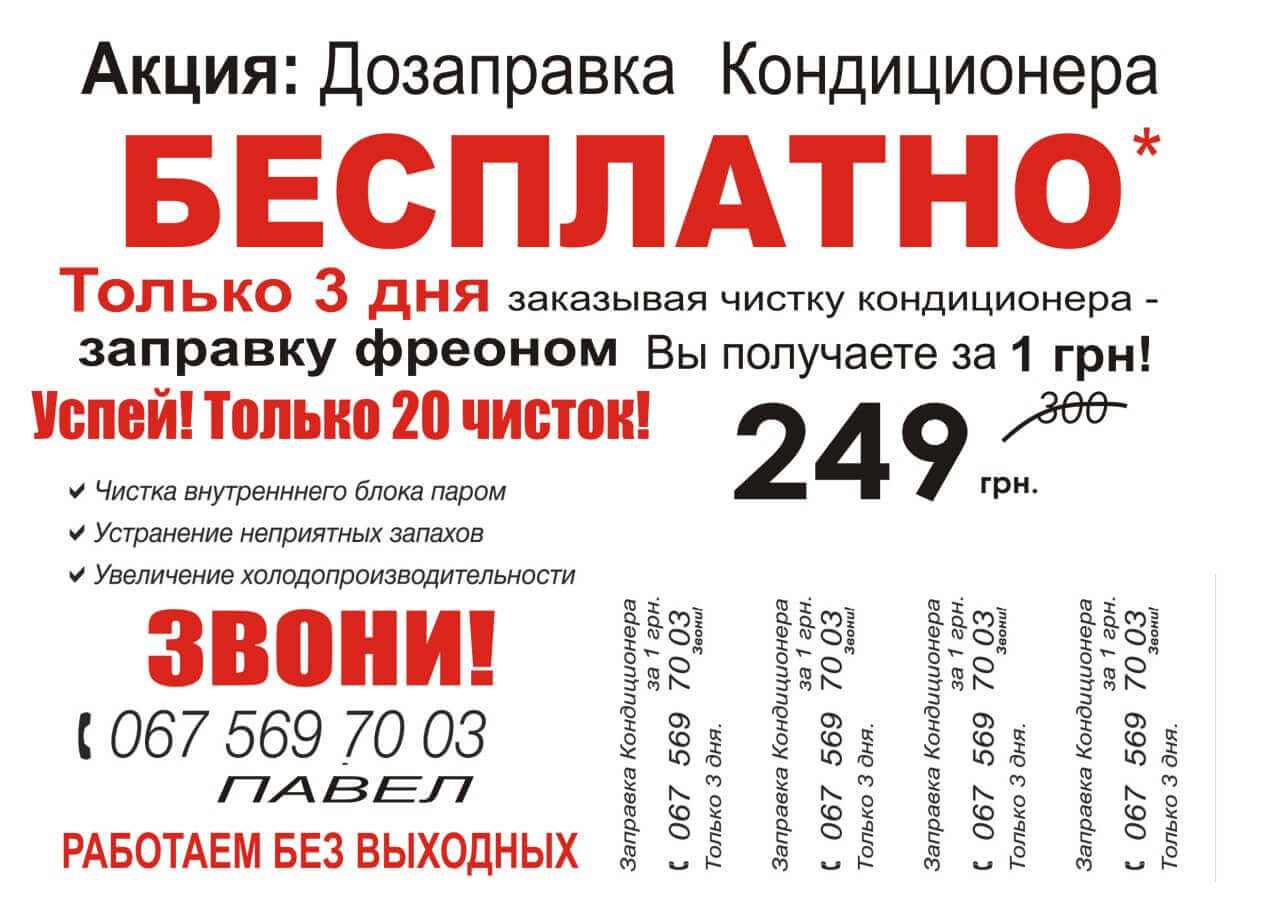 Акция: Дозаправка Кондиционера
БЕСПЛАТНО*
Только 3 дня заказывая чистку кондиционера -
заправку фреоном Вы получаете за 1 грн!
Успей! Только 20 чисток!
249 грн. 300
Чистка внутренннего блока паром
Устранение неприятных запахов
Увеличение холодопроизводительности
ЗВОНИ!
067 569 70 03
ПАВЕЛ
РАБОТАЕМ БЕЗ ВЫХОДНЫХ
Заправка Кондиционера
за 1 грн.
067 569 70 03
Звони!
Только 3 дня.
Заправка Кондиционера
за 1 грн.
067 569 70 03
Звони!
Только 3 дня.
Заправка Кондиционера
за 1 грн.
067 569 70 03
Звони!
Только 3 дня.
Заправка Кондиционера
за 1 грн.
067 569 70 03
Звони!
Только 3 дня.